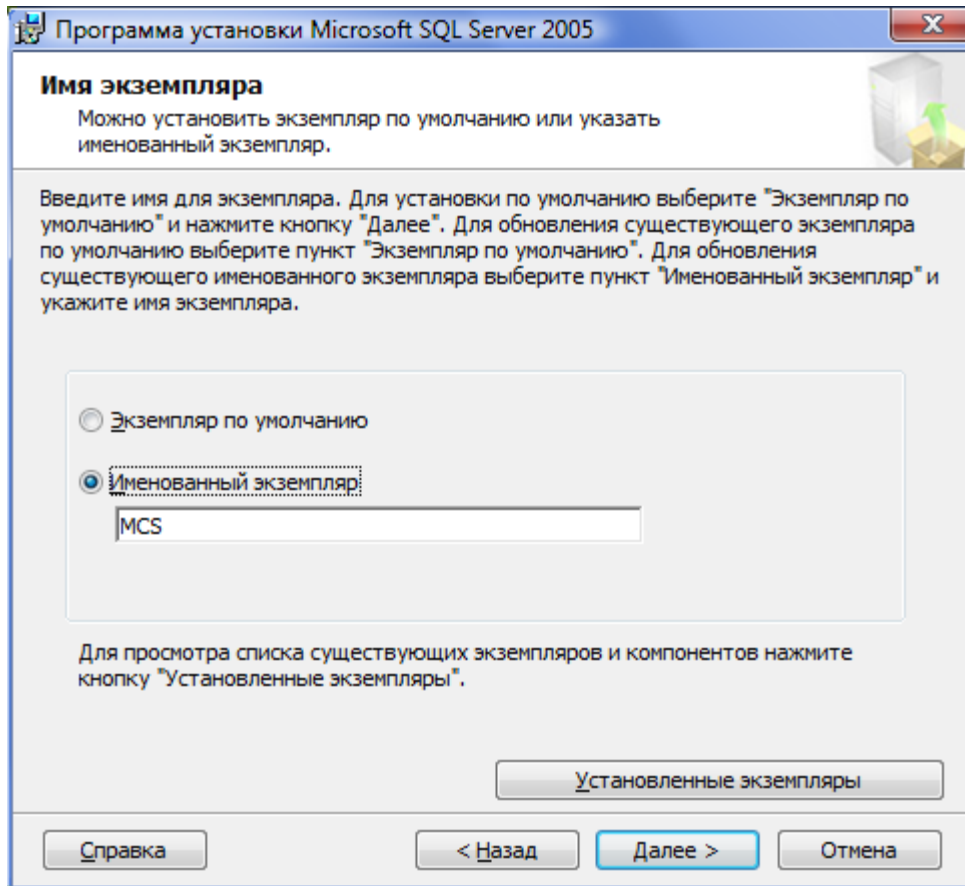 Программа установки Microsoft SQL Server 2005
Имя экземпляра
Можно установить экземпляр по умолчанию или указать
именованный экземпляр.
Введите имя для экземпляра. Для установки по умолчанию выберите "Экземпляр по
умолчанию" и нажмите кнопку "Далее". Для обновления существующего экземпляра
по умолчанию выберите пункт "Экземпляр по умолчанию". Для обновления
существующего именованного экземпляра выберите пункт "Именованный экземпляр" и
укажите имя экземпляра.
Экземпляр по умолчанию
Именованный экземпляр
MCS
Для просмотра списка существующих экземпляров и компонентов нажмите
кнопку "Установленные экземпляры".
Установленные экземпляры
Справка
< Назад
Далее >
Отмена